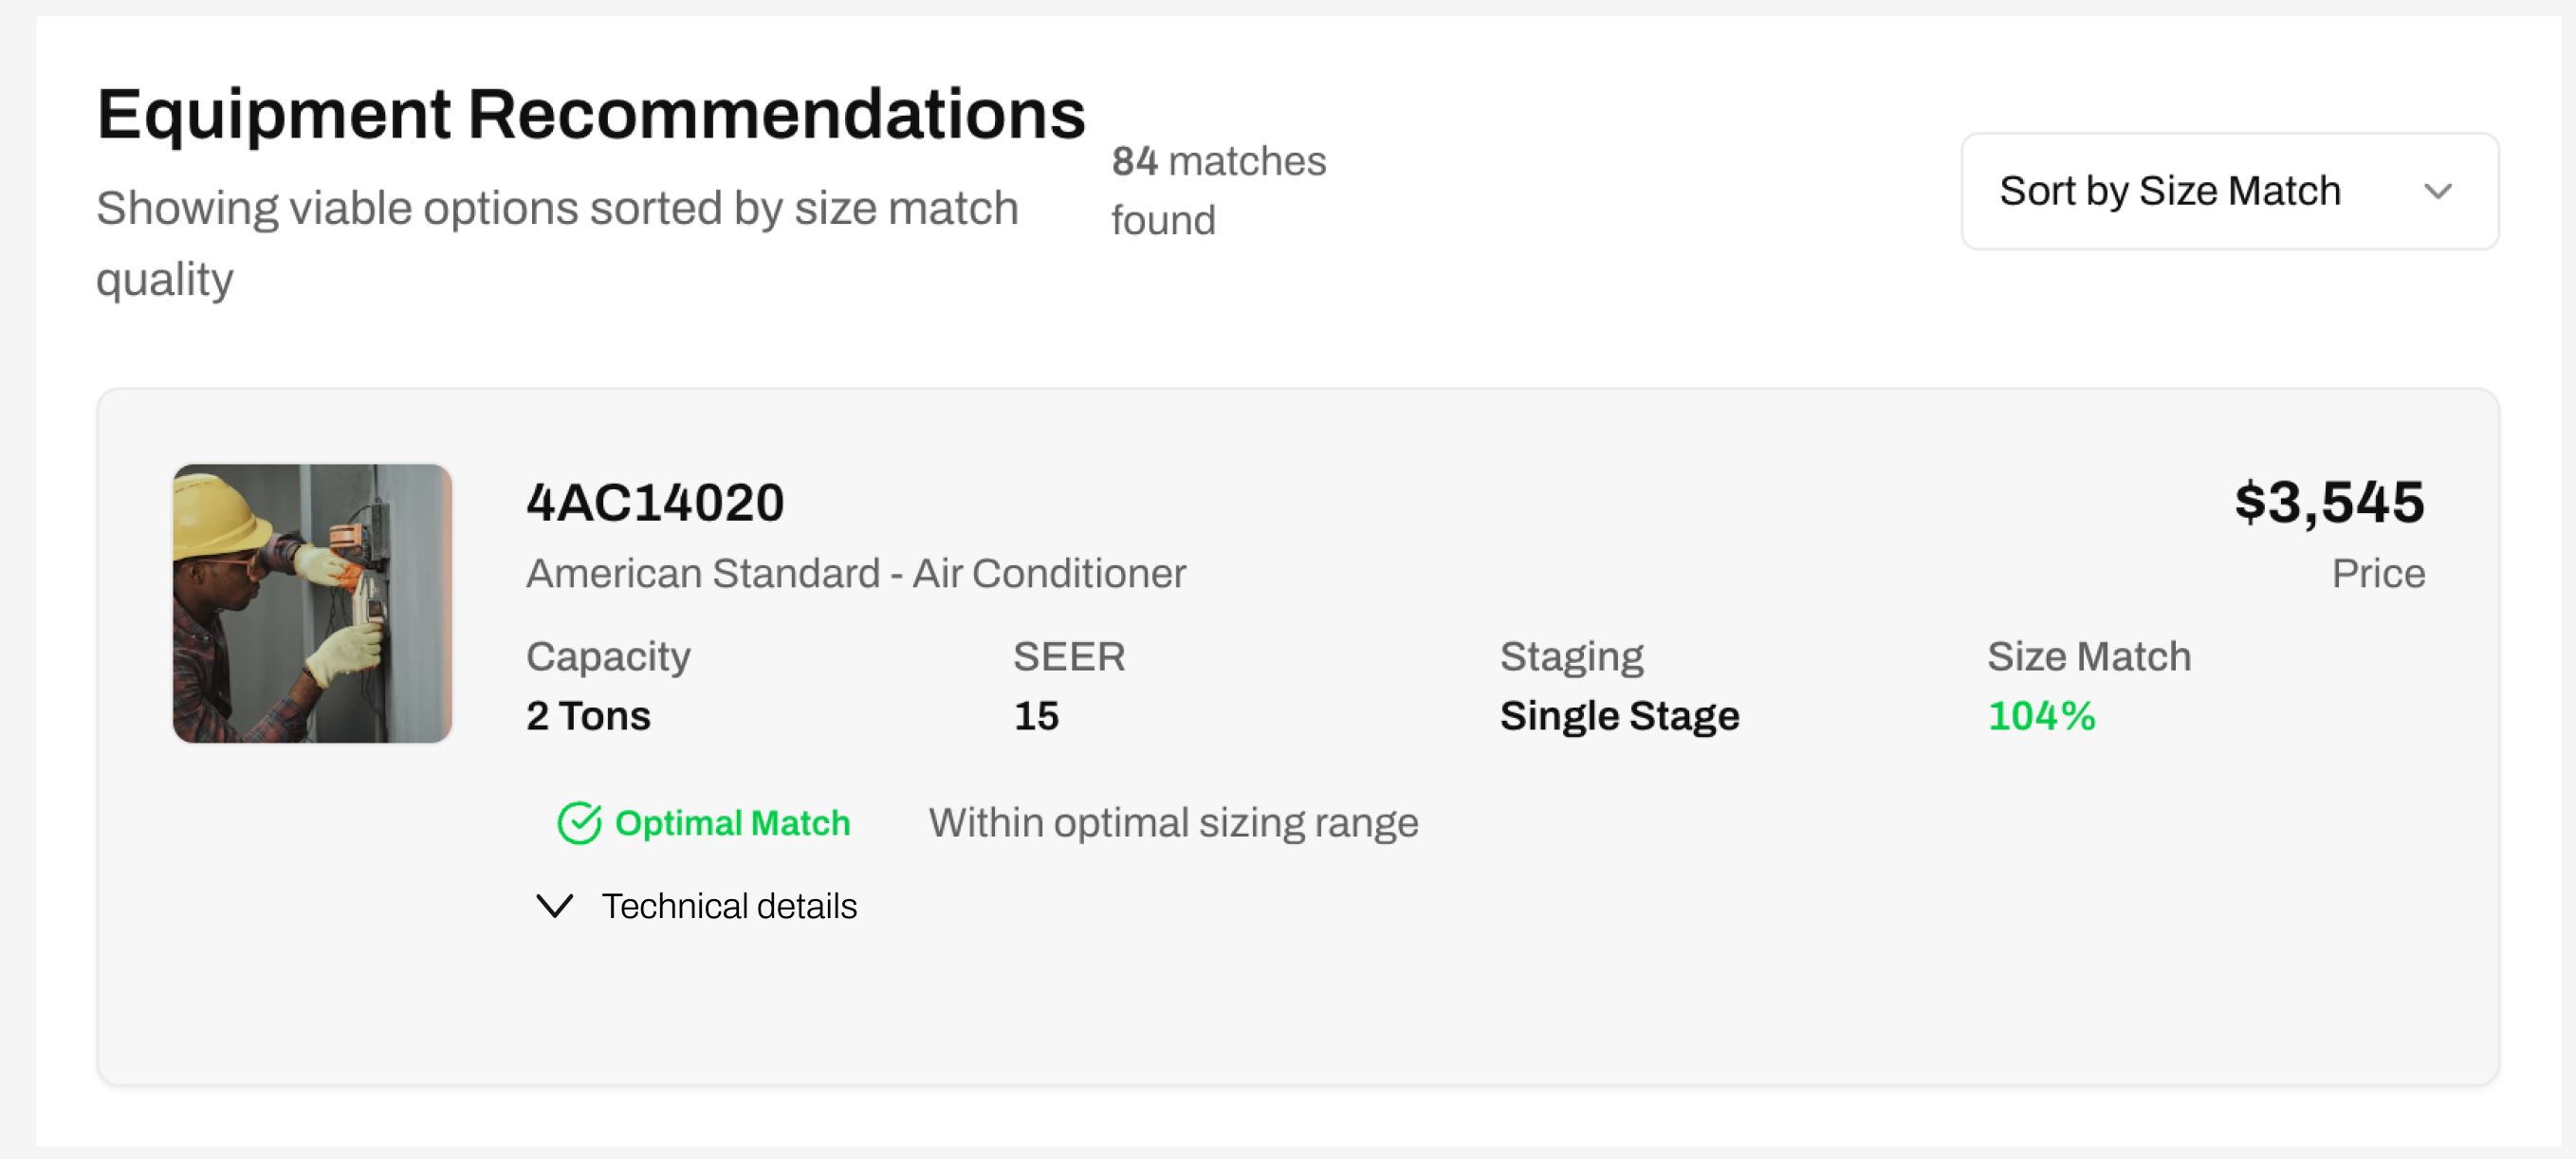 Equipment Recommendations
Showing viable options sorted by size match
quality
84 matches
found
Sort by Size Match
4AC14020
American Standard - Air Conditioner
$3,545
Price
Capacity
2 Tons
SEER
15
Staging
Single Stage
Size Match
104%
Optimal Match
Within optimal sizing range
Technical details